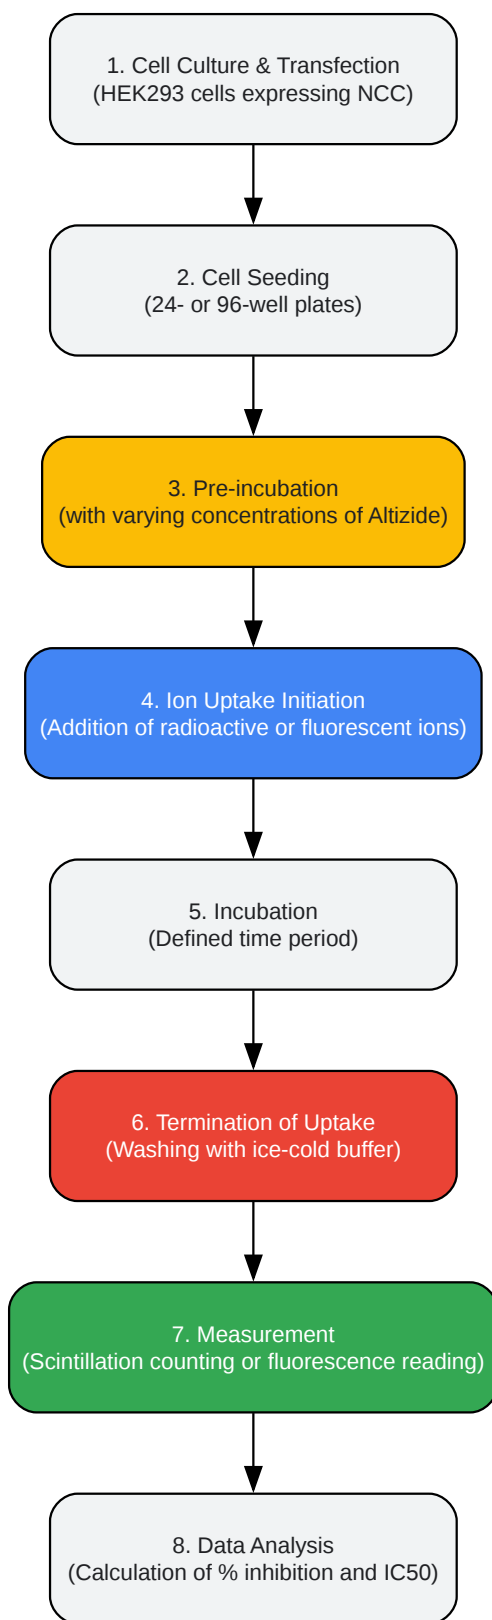 1. Cell Culture & Transfection
(HEK293 cells expressing NCC)
2. Cell Seeding
(24- or 96-well plates)
3. Pre-incubation
(with varying concentrations of Altizide)
4. Ion Uptake Initiation
(Addition of radioactive or fluorescent ions)
5. Incubation
(Defined time period)
6. Termination of Uptake
(Washing with ice-cold buffer)
7. Measurement
(Scintillation counting or fluorescence reading)
8. Data Analysis
(Calculation of % inhibition and IC50)